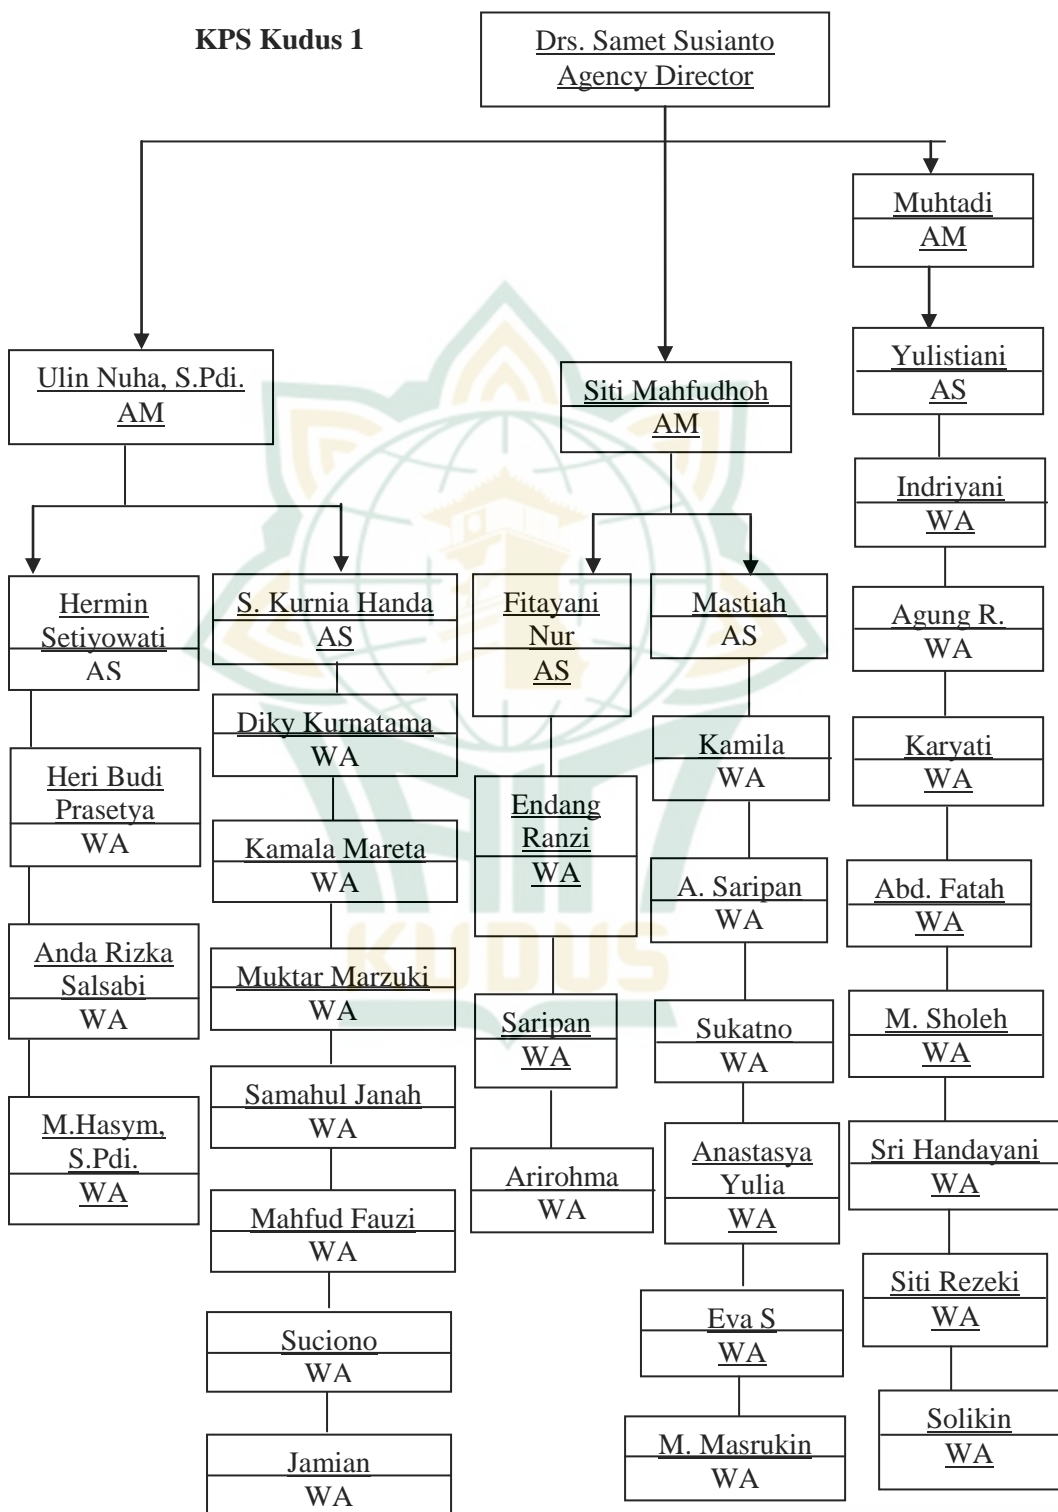 KPS Kudus 1
Drs. Samet Susianto
Agency Director
Muhtadi
AM
Ulin Nuha, S.Pdi.
AM
Siti Mahfudhoh
AM
Yulistiani
AS
Hermin
Setiyowati
AS
Heri Budi
Prasetya
WA
Anda Rizka
Salsabi
WA
M.Hasym,
S.Pdi.
WA
S. Kurnia Handa
AS
Diky Kurnatama
WA
Kamala Mareta
WA
Muktar Marzuki
WA
Samahul Janah
WA
Mahfud Fauzi
WA
Suciono
WA
Jamian
WA
Fitayani
Nur
AS
Endang
Ranzi
WA
Saripan
WA
Arirohma
WA
Mastiah
AS
Kamila
WA
A. Saripan
WA
Sukatno
WA
Anastasya
Yulia
WA
Eva S
WA
M. Masrukin
WA
Indriyani
WA
Agung R.
WA
Karyati
WA
Abd. Fatah
WA
M. Sholeh
WA
Sri Handayani
WA
Siti Rezeki
WA
Solikin
WA
KUDUS